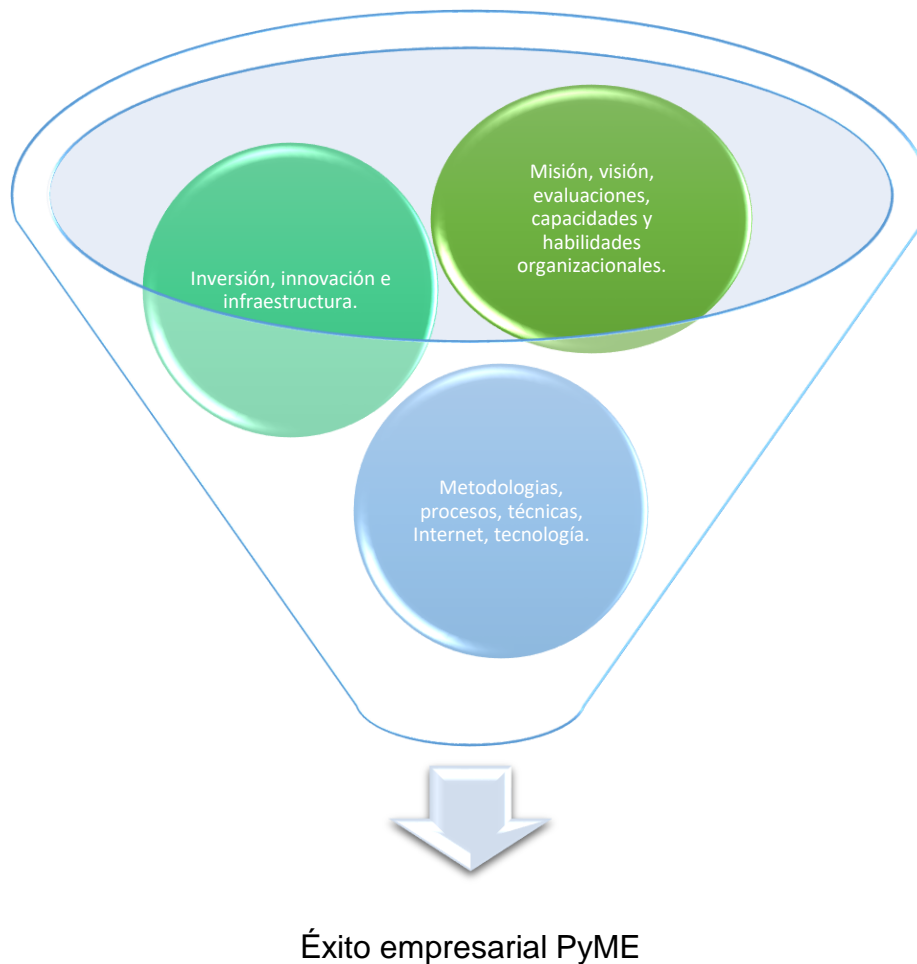 Misión, visión,
evaluaciones,
capacidades y
habilidades
organizacionales.
Inversión, innovación e
infraestructura.
Metodologias,
procesos, técnicas,
Internet, tecnología.
Éxito empresarial PyME